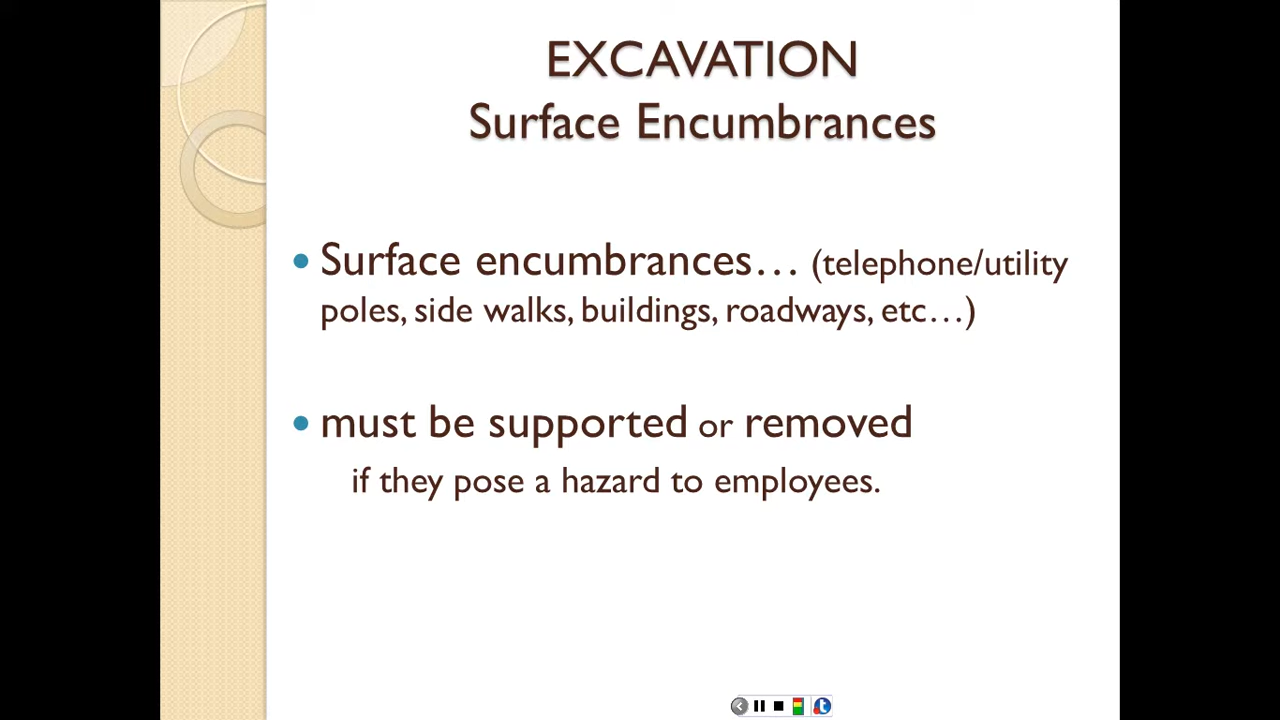 EXCAVATION
Surface Encumbrances
• Surface encumbrances… (telephone/utility
poles, side walks, buildings, roadways, etc…)
• must be supported or removed
if they pose a hazard to employees.
t